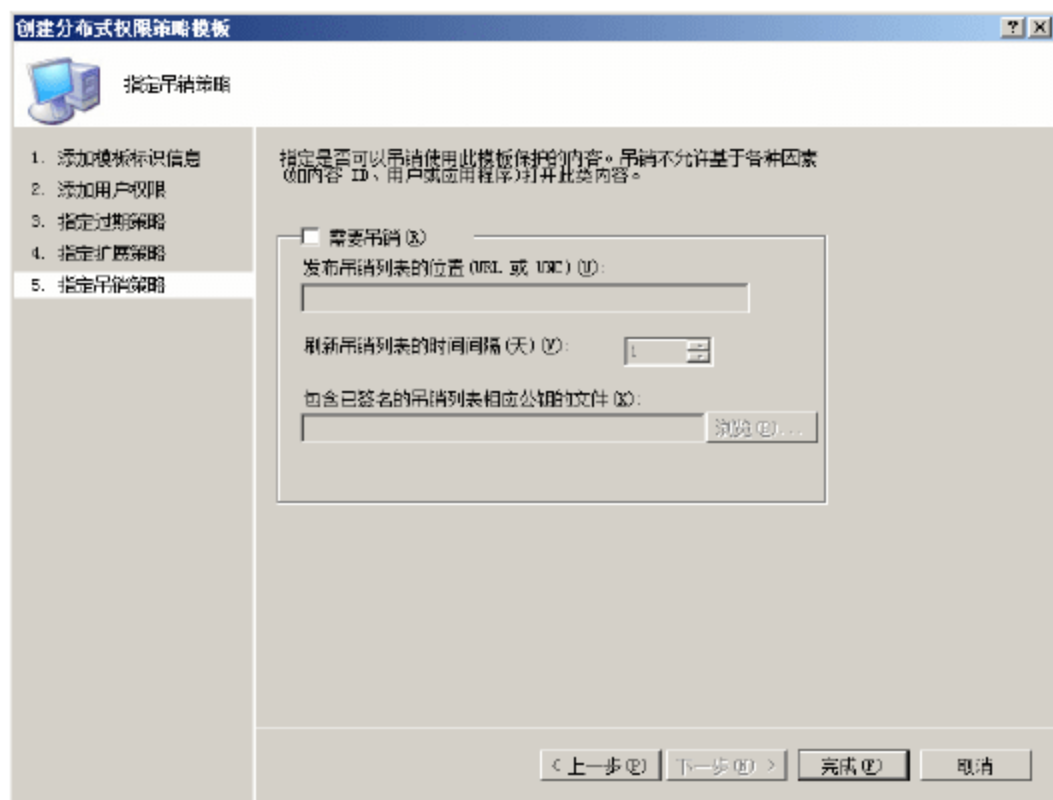 创建分布式权限策略模板
指定吊销策略
1. 添加模板标识信息
2. 添加用户权限
3. 指定过期策略
4. 指定扩展策略
5. 指定吊销策略
指定是否可以吊销使用此模板保护的内容。吊销不允许基于各种因素
(如内容 ID、用户或应用程序)打开此类内容。
需要吊销(R)
发布吊销列表的位置(URL 或 UNC)(U):
刷新吊销列表的时间间隔(天)(V): 1
包含已签名的吊销列表相应公钥的文件(X):
浏览(E)...
< 上一步(P) 下一步(N) > 完成(F) 取消